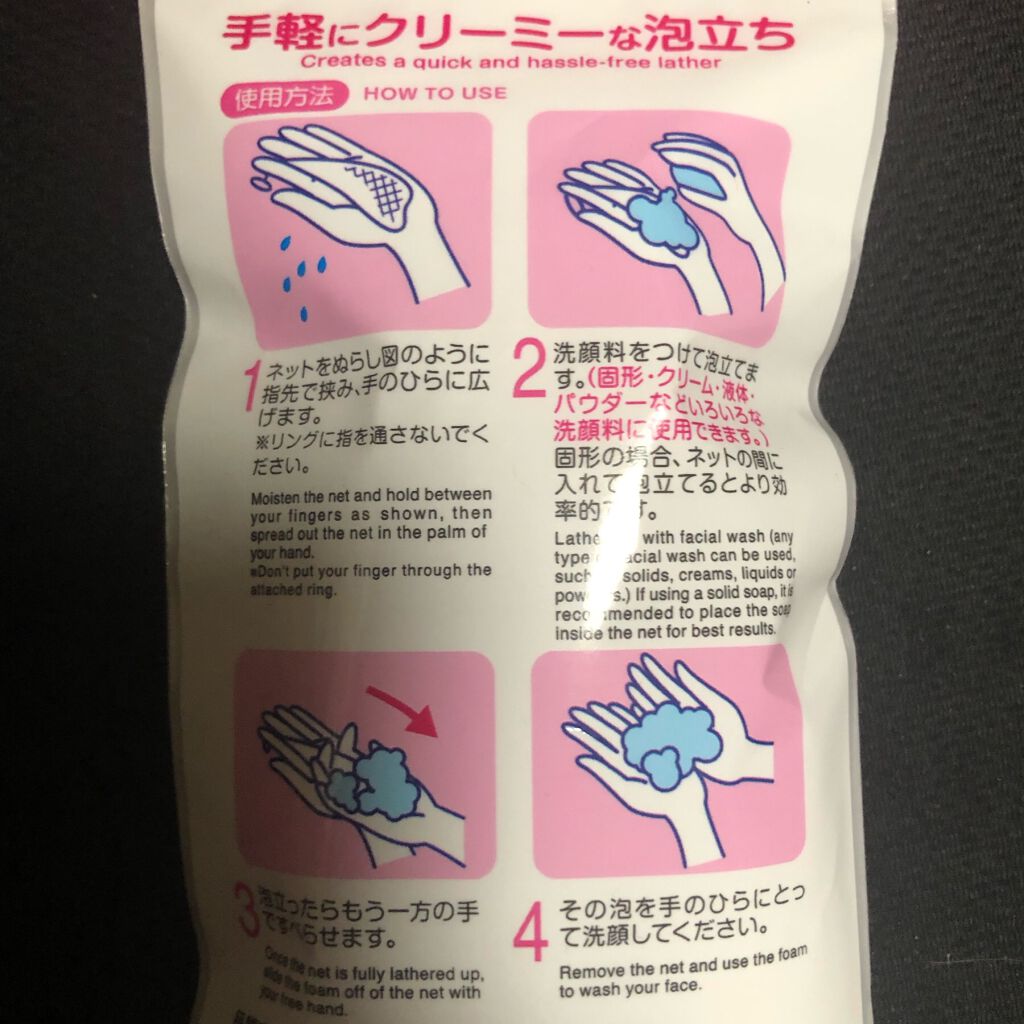 手軽にクリーミーな泡立ち
Creates a quick and hassle-free lather
使用方法 HOW TO USE
1 ネットをぬらし図のように
指先で挟み、手のひらに広
げます。
※リングに指を通さないでく
ださい。
Moisten the net and hold between
your fingers as shown, then
spread out the net in the palm of
your hand.
※Don't put your finger through the
attached ring.
2 洗顔料をつけて泡立てま
す。(固形・クリーム・液体・
パウダーなどいろいろな
洗顔料に使用できます。)
固形の場合、ネットの間に
入れて泡立てるとより効
率的です。
with facial wash (any
type facial wash can be used,
such solids, creams, liquids or
If using a solid soap, it is
recommended to place the soap
inside the net for best results.
3 泡立ったらもう一方の手
ですべらせます。
Once the net is fully lathered up,
slide the foam off of the net with
your free hand.
4 その泡を手のひらにとっ
て洗顔してください。
Remove the net and use the foam
to wash your face.